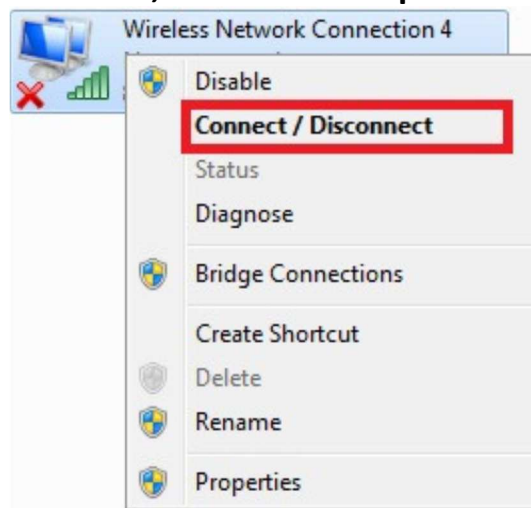 Wireless Network Connection 4
Disable
Connect / Disconnect
Status
Diagnose
Bridge Connections
Create Shortcut
Delete
Rename
Properties